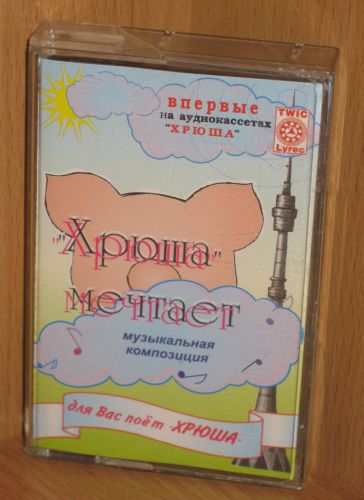 впервые
на аудиокассетах
"ХРЮША"
TWIC
Lyrec
"Хрюша"
мечтает
музыкальная
композиция
для Вас поёт -ХРЮША-